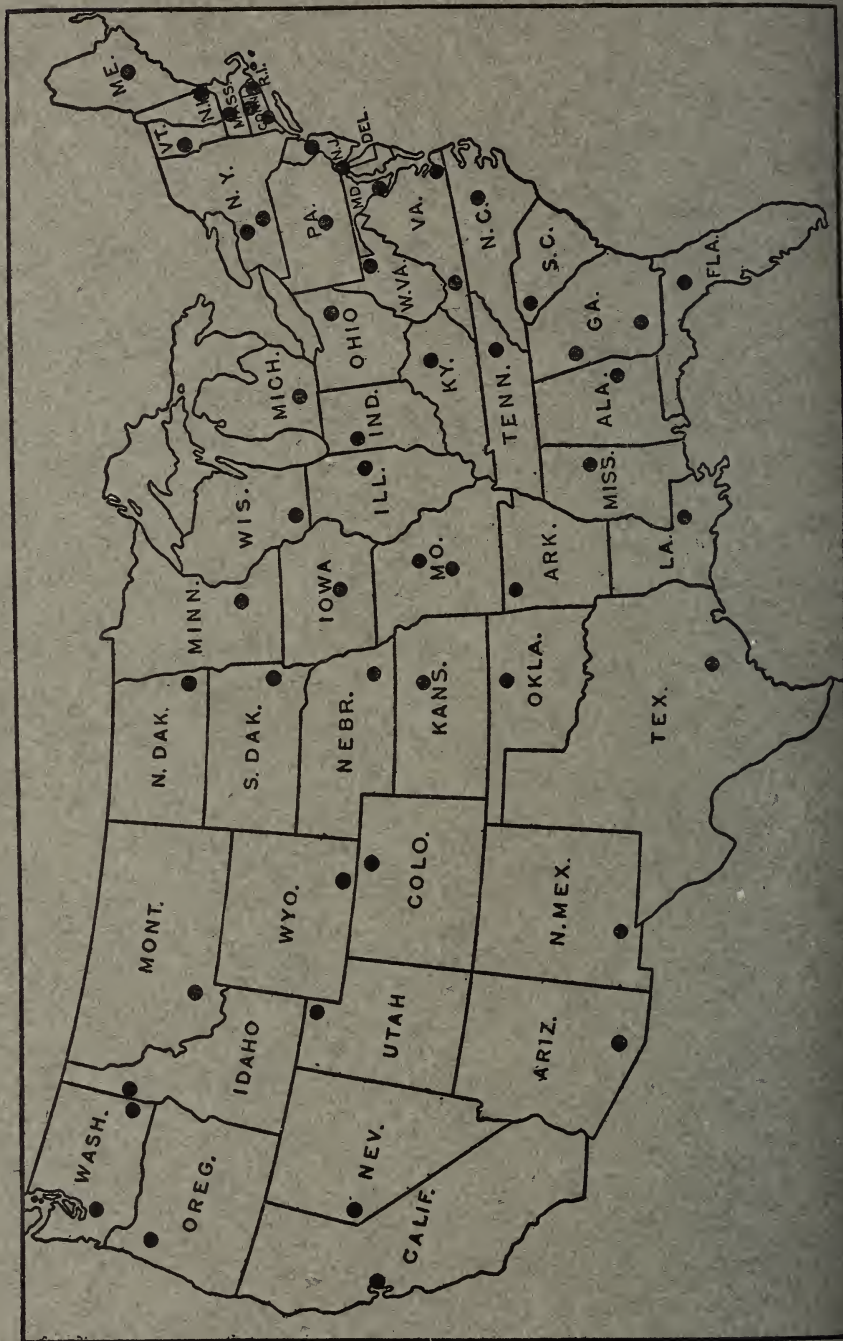 WASH.
OREG.
CALIF.
NEV.
IDAHO
MONT.
WYO.
UTAH
ARIZ.
COLO.
N. MEX.
N. DAK.
S. DAK.
NEBR.
KANS.
OKLA.
TEX.
MINN.
IOWA
MO.
ARK.
LA.
WIS.
ILL.
MICH.
IND.
OHIO
KY.
TENN.
MISS.
ALA.
GA.
FLA.
S. C.
N. C.
VA.
W. VA.
MD.
DEL.
PA.
N.J.
N. Y.
VT.
N.H.
ME.
MASS.
CONN.
R.I.